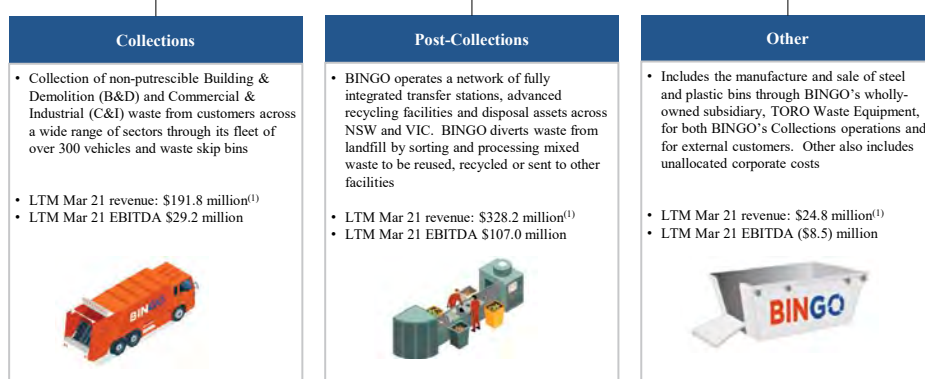 Collections
• Collection of non-putrescible Building &
Demolition (B&D) and Commercial &
Industrial (C&I) waste from customers across
a wide range of sectors through its fleet of
over 300 vehicles and waste skip bins
• LTM Mar 21 revenue: $191.8 million(1)
• LTM Mar 21 EBITDA $29.2 million
BINGO
Post-Collections
• BINGO operates a network of fully
integrated transfer stations, advanced
recycling facilities and disposal assets across
NSW and VIC.  BINGO diverts waste from
landfill by sorting and processing mixed
waste to be reused, recycled or sent to other
facilities
• LTM Mar 21 revenue: $328.2 million(1)
• LTM Mar 21 EBITDA $107.0 million
Other
• Includes the manufacture and sale of steel
and plastic bins through BINGO's wholly-
owned subsidiary, TORO Waste Equipment,
for both BINGO's Collections operations and
for external customers.  Other also includes
unallocated corporate costs
• LTM Mar 21 revenue: $24.8 million(1)
• LTM Mar 21 EBITDA ($8.5) million
BINGO